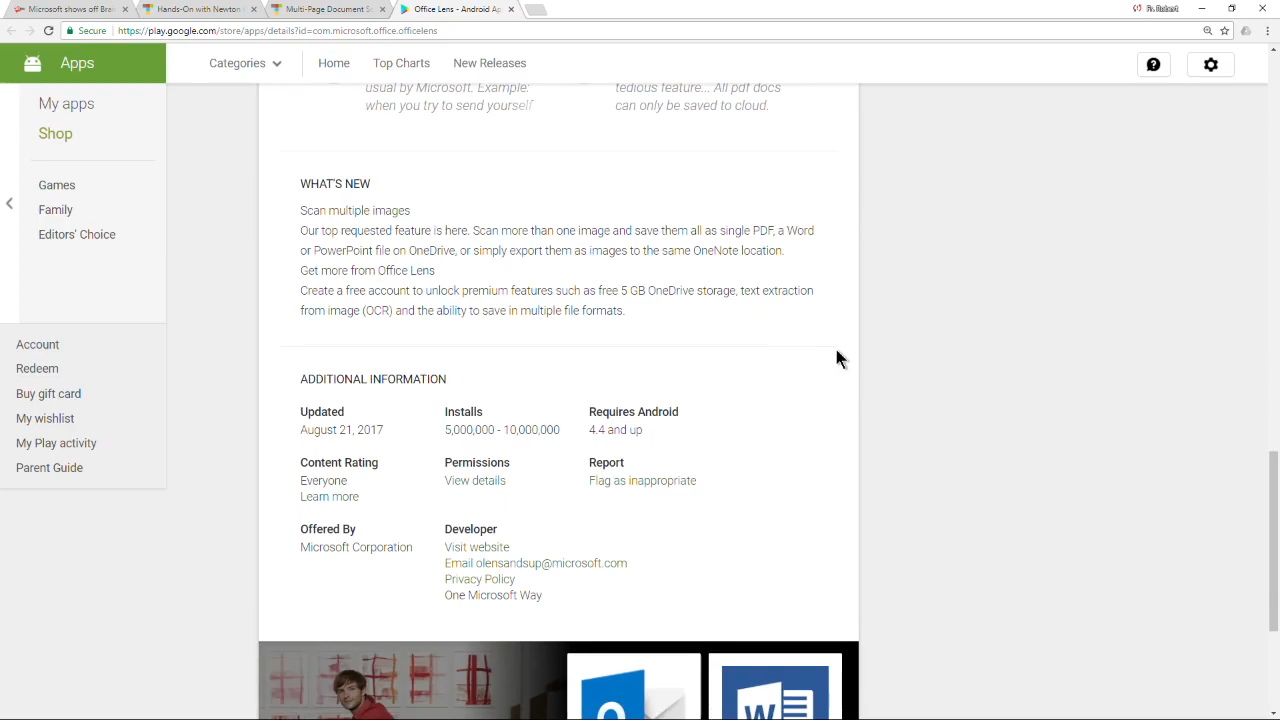 Microsoft shows off Brai
Hands-On with Newton
Multi-Page Document S
Office Lens - Android Ap
Fr. Robert
Secure
https://play.google.com/store/apps/details?id=com.microsoft.office.officelens
Apps
Categories
Home
Top Charts
New Releases
My apps
Shop
Games
Family
Editors' Choice
Account
Redeem
Buy gift card
My wishlist
My Play activity
Parent Guide
usual by Microsoft. Example:
when you try to send yourself
tedious feature... All pdf docs
can only be saved to cloud.
WHAT'S NEW
Scan multiple images
Our top requested feature is here. Scan more than one image and save them all as single PDF, a Word
or PowerPoint file on OneDrive, or simply export them as images to the same OneNote location.
Get more from Office Lens
Create a free account to unlock premium features such as free 5 GB OneDrive storage, text extraction
from image (OCR) and the ability to save in multiple file formats.
ADDITIONAL INFORMATION
Updated
August 21, 2017
Installs
5,000,000 - 10,000,000
Requires Android
4.4 and up
Content Rating
Everyone
Learn more
Permissions
View details
Report
Flag as inappropriate
Offered By
Microsoft Corporation
Developer
Visit website
Email olensandsup@microsoft.com
Privacy Policy
One Microsoft Way